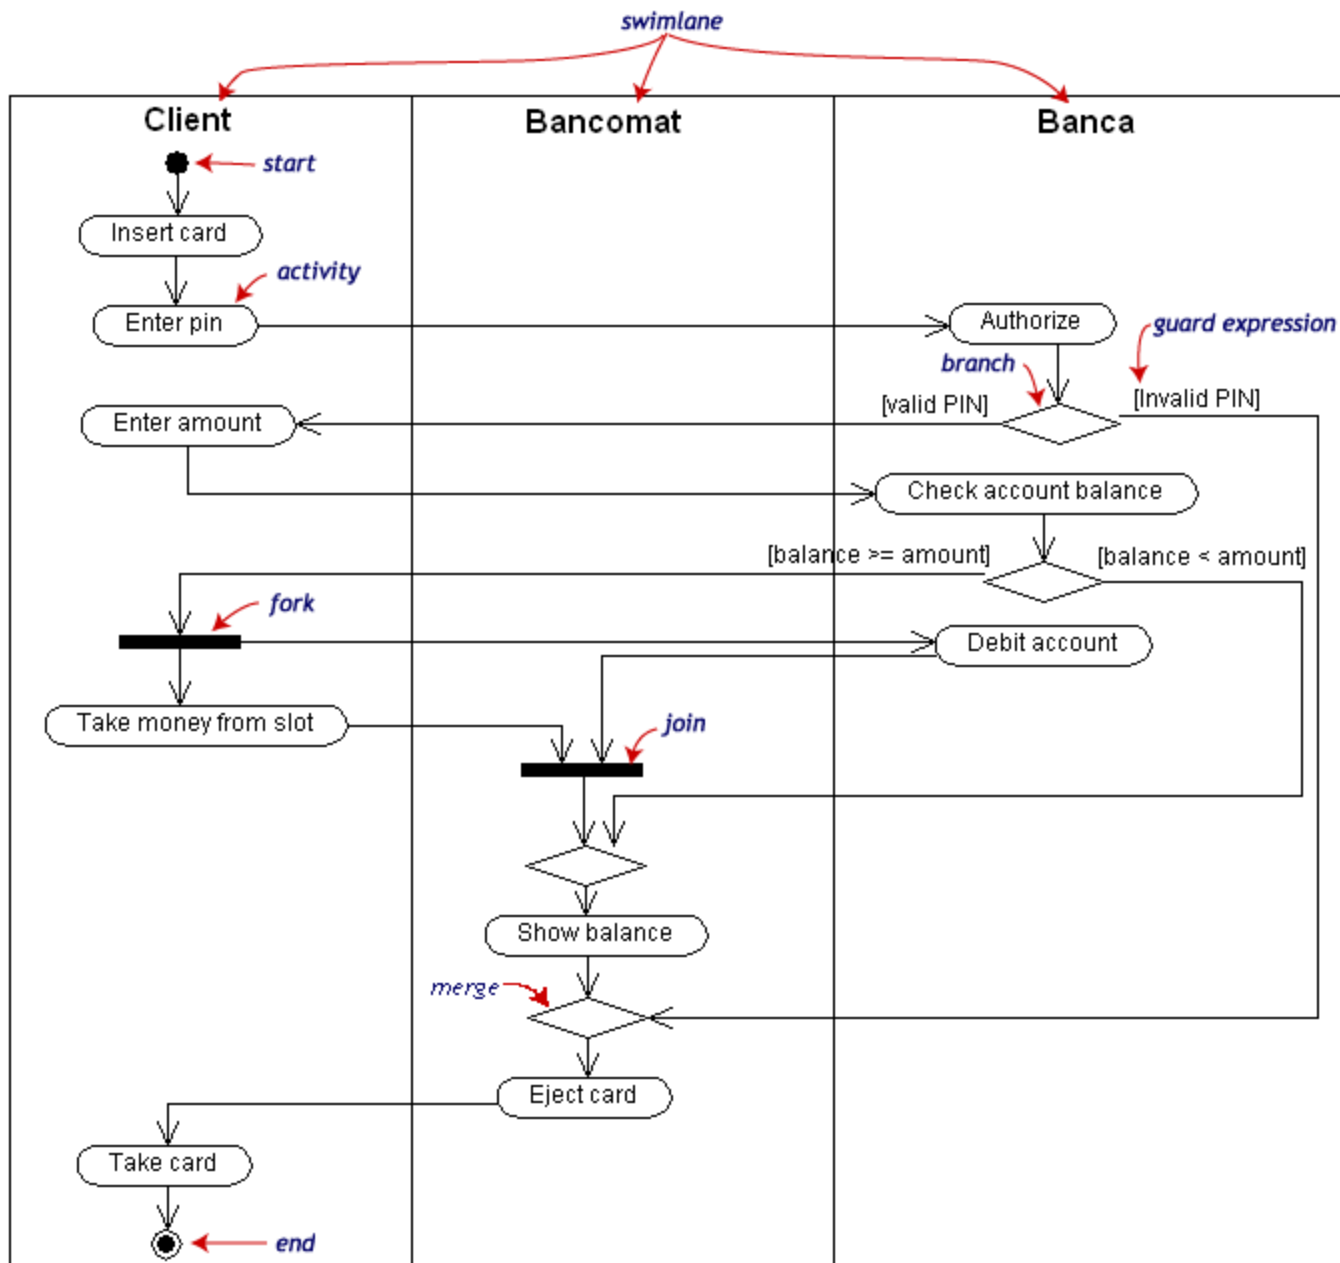 swimlane
Client
Bancomat
Banca
start
Insert card
activity
Enter pin
Authorize
guard expression
branch
[valid PIN]
[Invalid PIN]
Enter amount
Check account balance
[balance >= amount]
[balance < amount]
fork
Debit account
Take money from slot
join
Show balance
merge
Eject card
Take card
end